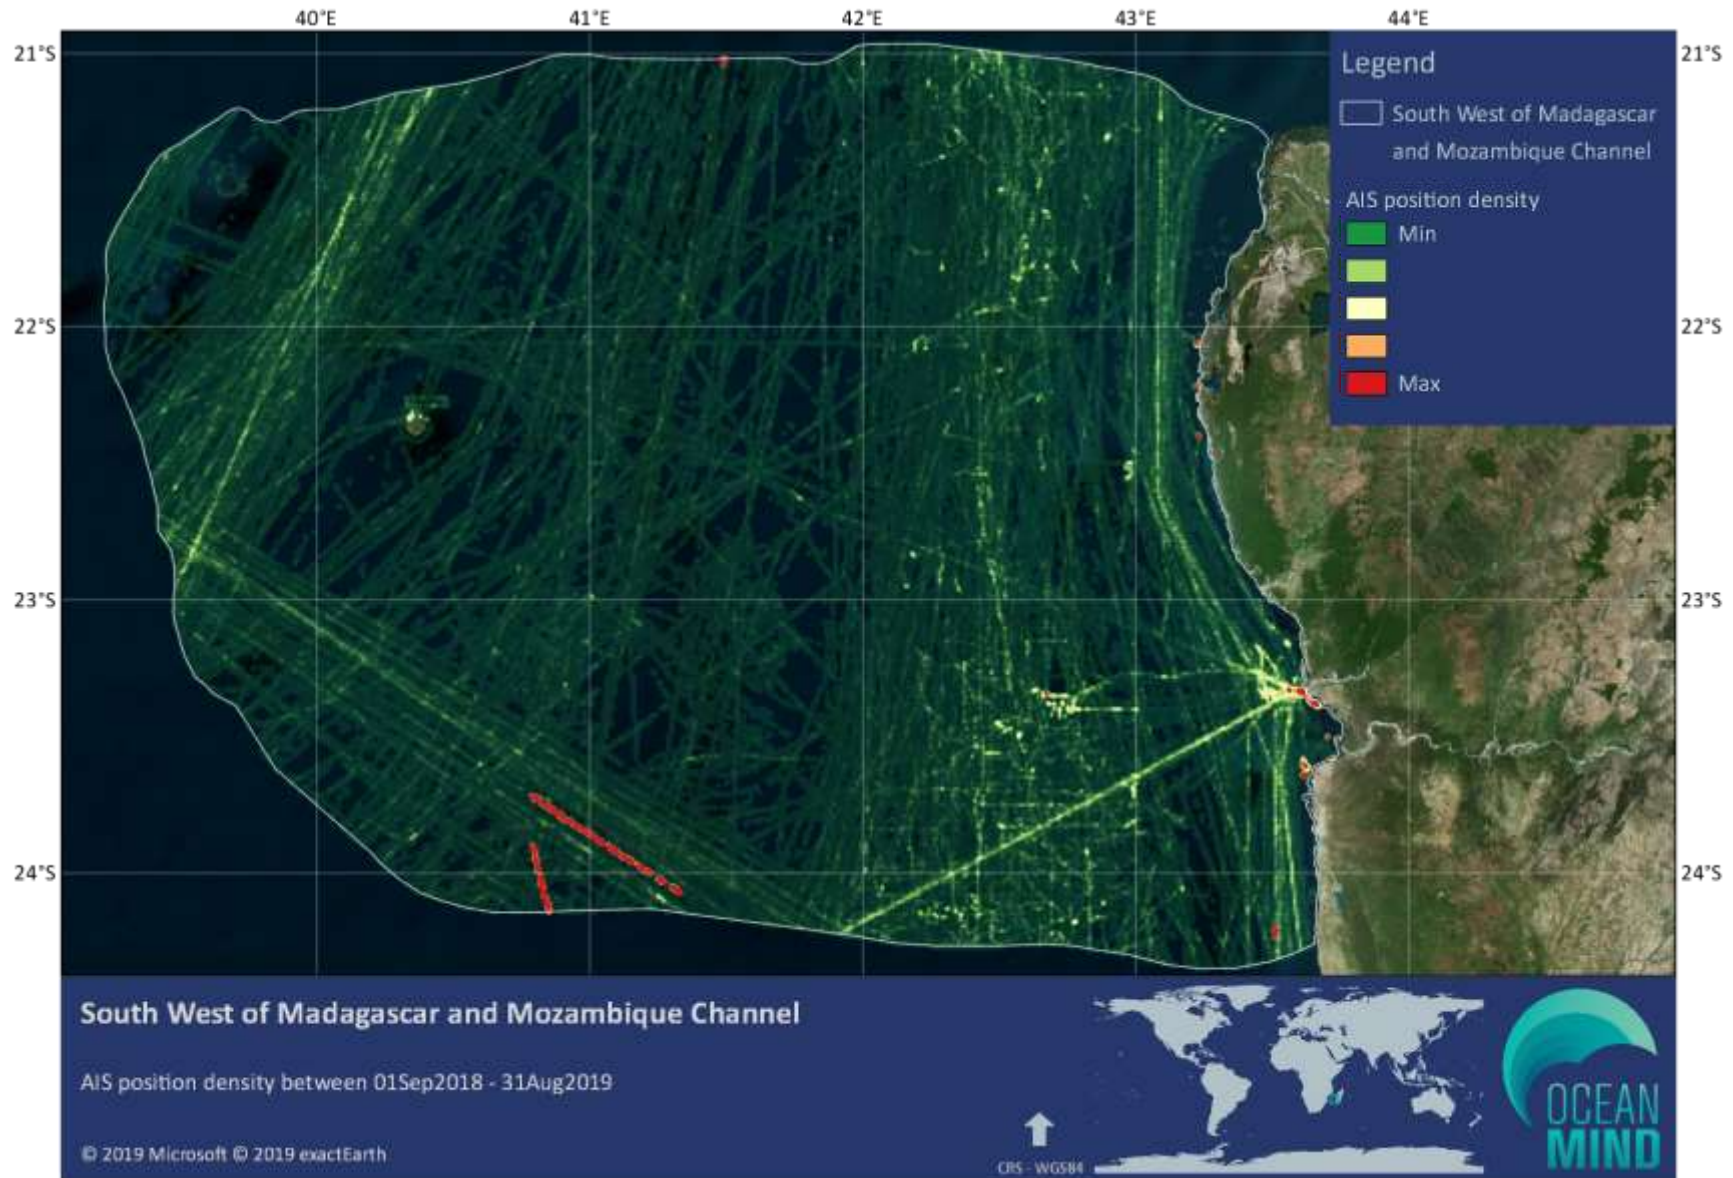 40°E 41°E 42°E 43°E 44°E
21°S 21°S
Legend
South West of Madagascar
and Mozambique Channel
AIS position density
Min
22°S 22°S
Max
23°S 23°S
24°S 24°S
South West of Madagascar and Mozambique Channel
AIS position density between 01Sep2018 - 31Aug2019
© 2019 Microsoft © 2019 exactEarth
CRS - WGS84
OCEAN
MIND